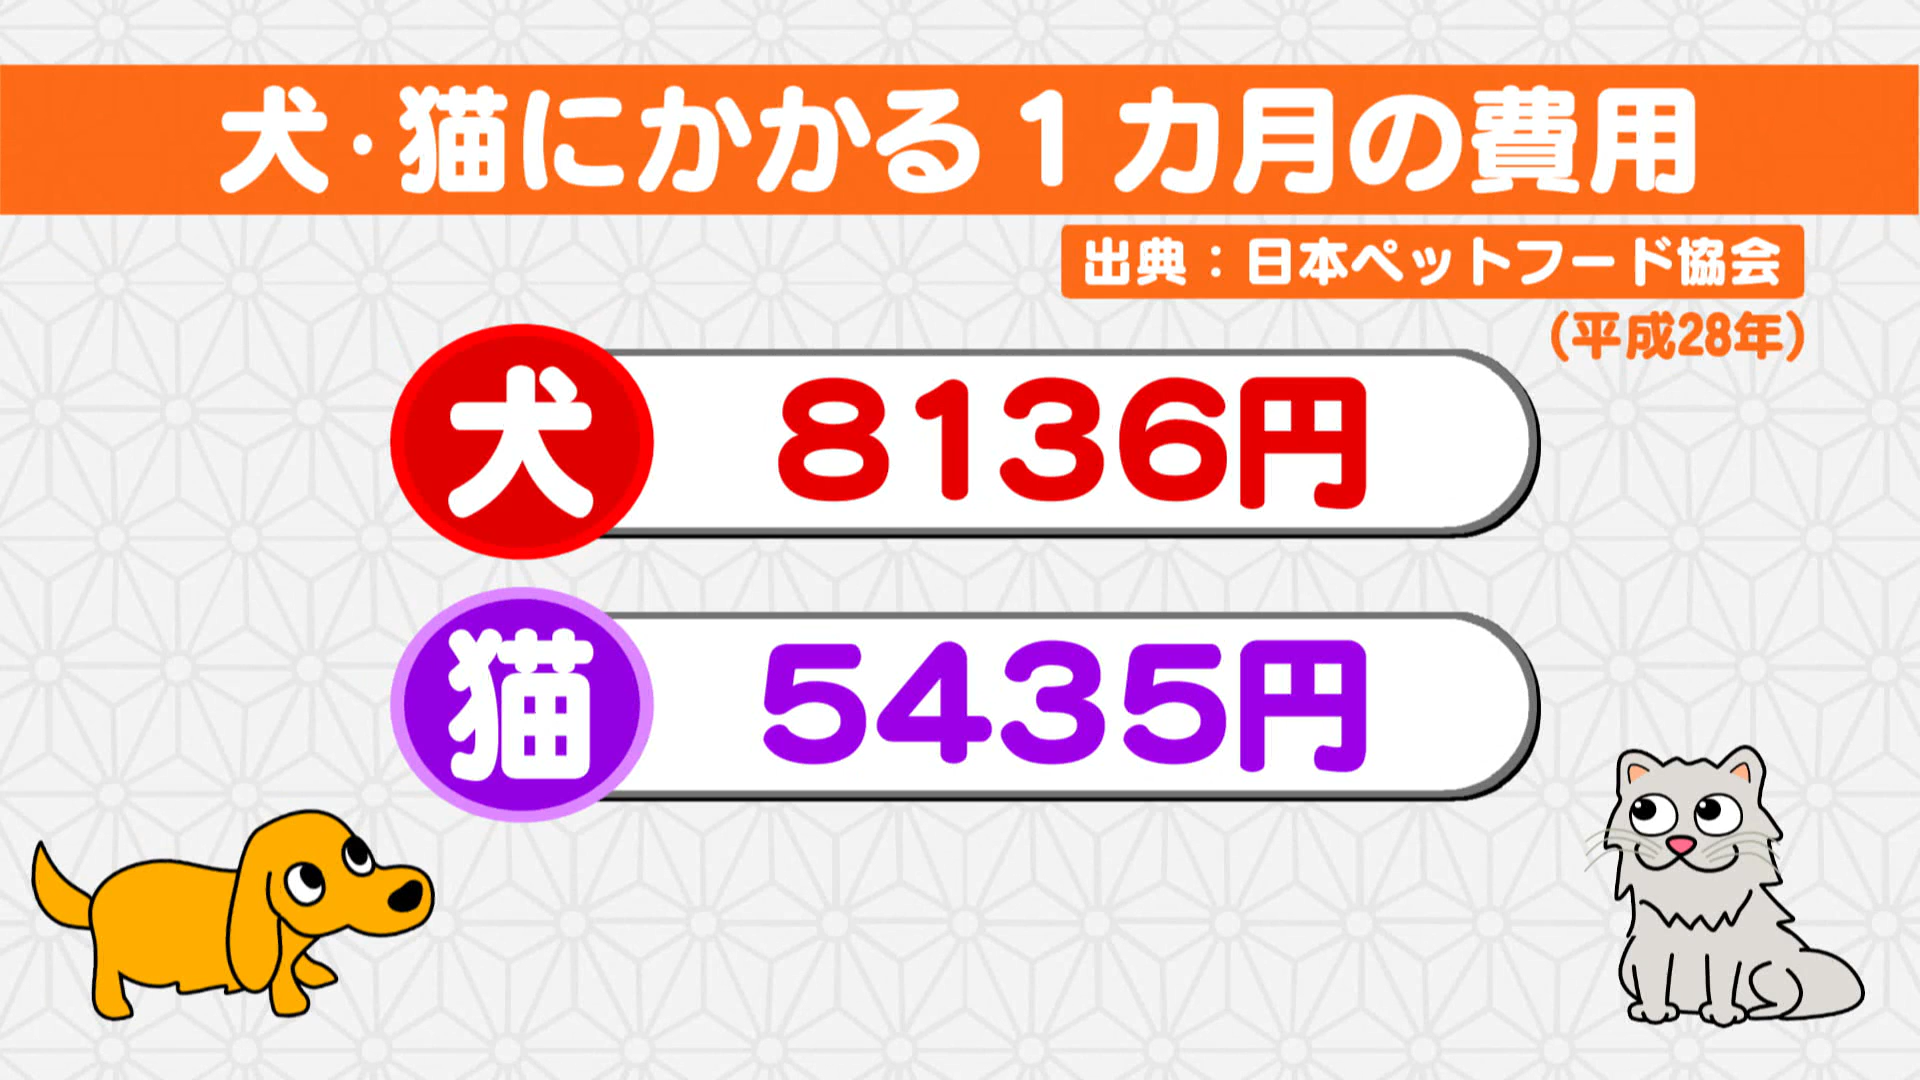 犬・猫にかかる１カ月の費用
出典：日本ペットフード協会
(平成28年)
犬 8136円
猫 5435円